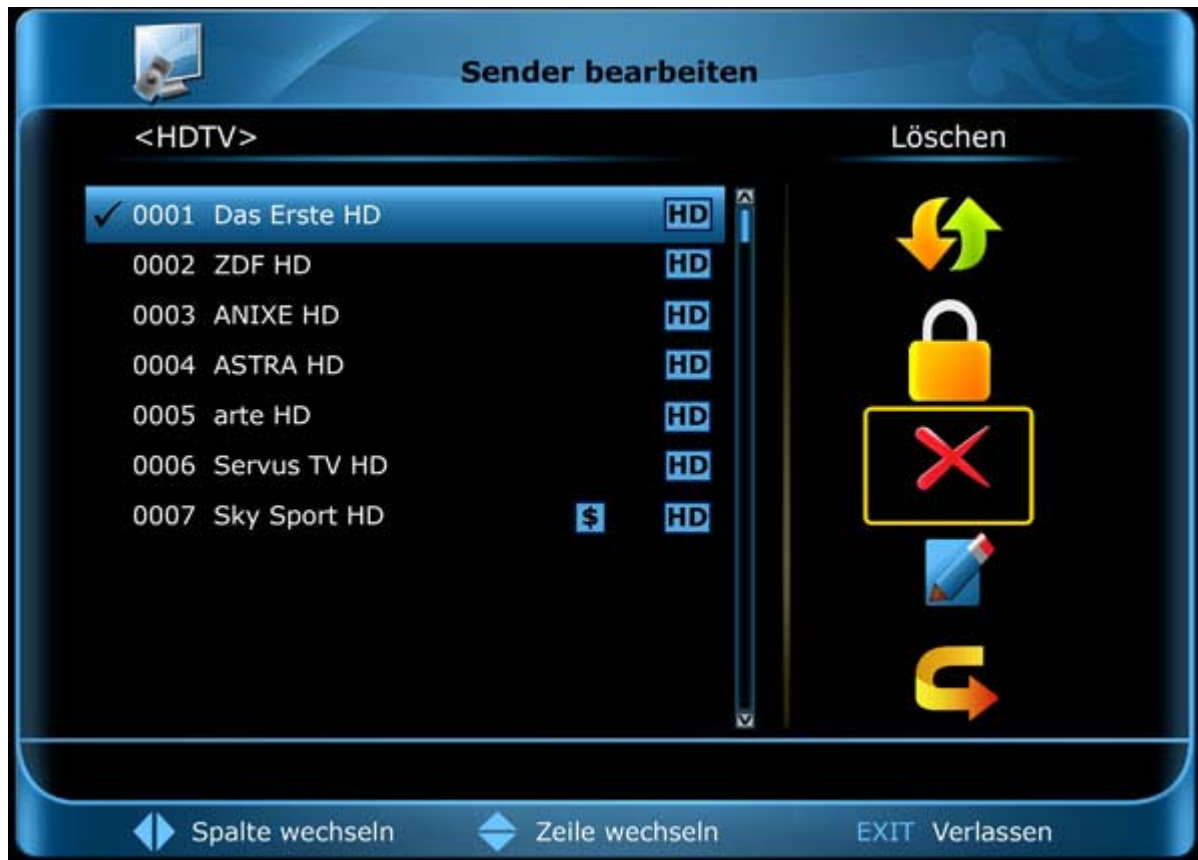 Sender bearbeiten
<HDTV> Löschen
0001 Das Erste HD HD
0002 ZDF HD HD
0003 ANIXE HD HD
0004 ASTRA HD HD
0005 arte HD HD
0006 Servus TV HD HD
0007 Sky Sport HD $ HD
Spalte wechseln Zeile wechseln EXIT Verlassen